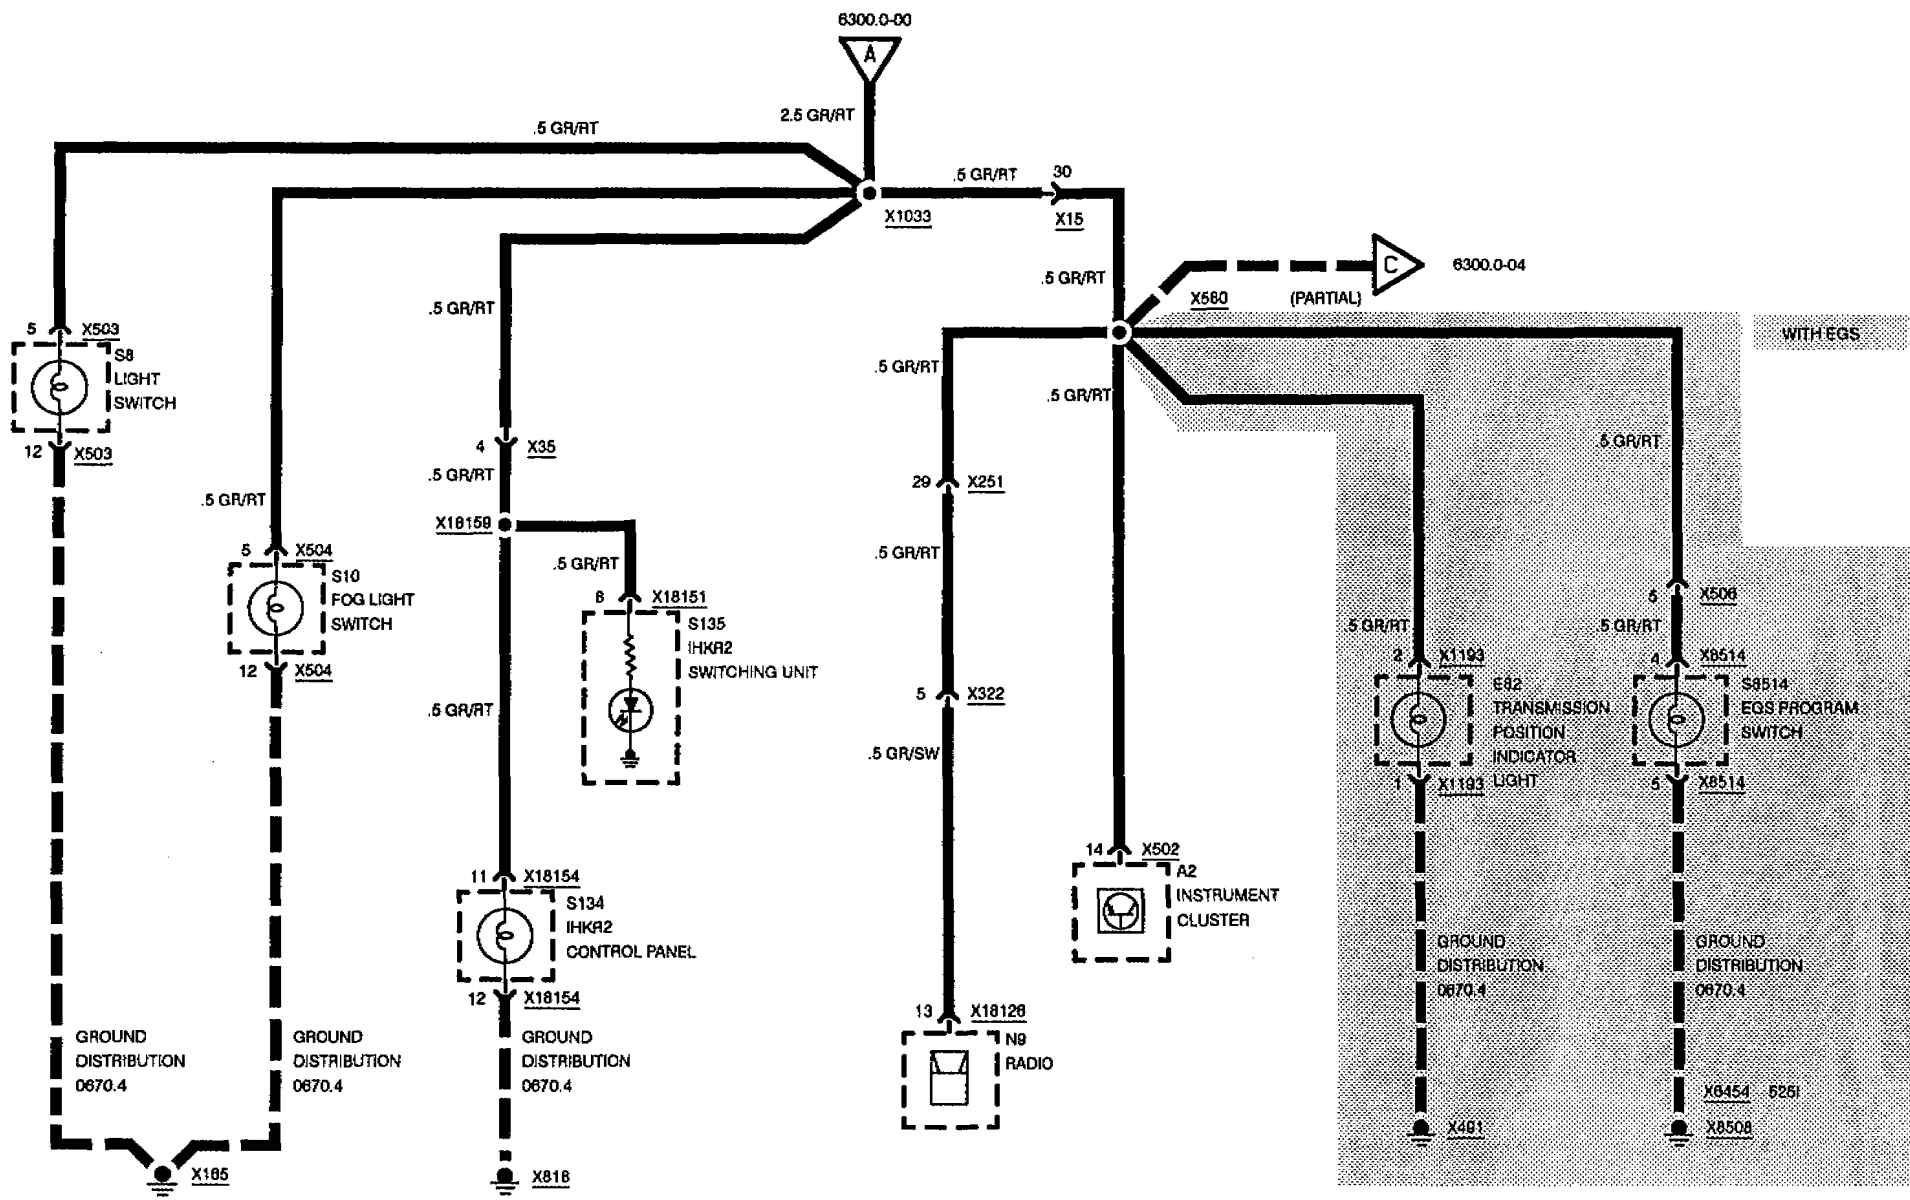 6300.0-00
A
2.5 GR/RT
.5 GR/RT
.5 GR/RT
30
X1033
X15
.5 GR/RT
C
6300.0-04
X560
(PARTIAL)
WITH EGS
.5 GR/RT
5
X503
S8
LIGHT
SWITCH
12
X503
.5 GR/RT
.5 GR/RT
.5 GR/RT
4
X35
.5 GR/RT
29
X251
.5 GR/RT
X18159
.5 GR/RT
5
X504
S10
FOG LIGHT
SWITCH
12
X504
.5 GR/RT
6
X18151
S135
IHKR2
SWITCHING UNIT
.5 GR/RT
5
X506
.5 GR/RT
.5 GR/RT
2
X1193
4
X8514
E82
TRANSMISSION
POSITION
INDICATOR
LIGHT
S8514
EGS PROGRAM
SWITCH
5
X322
.5 GR/RT
.5 GR/SW
1
X1193
5
X8514
14
X502
A2
INSTRUMENT
CLUSTER
11
X18154
S134
IHKR2
CONTROL PANEL
12
X18154
GROUND
DISTRIBUTION
0670.4
GROUND
DISTRIBUTION
0670.4
13
X18126
N9
RADIO
GROUND
DISTRIBUTION
0670.4
GROUND
DISTRIBUTION
0670.4
GROUND
DISTRIBUTION
0670.4
X6454 525I
X165
X816
X491
X8508